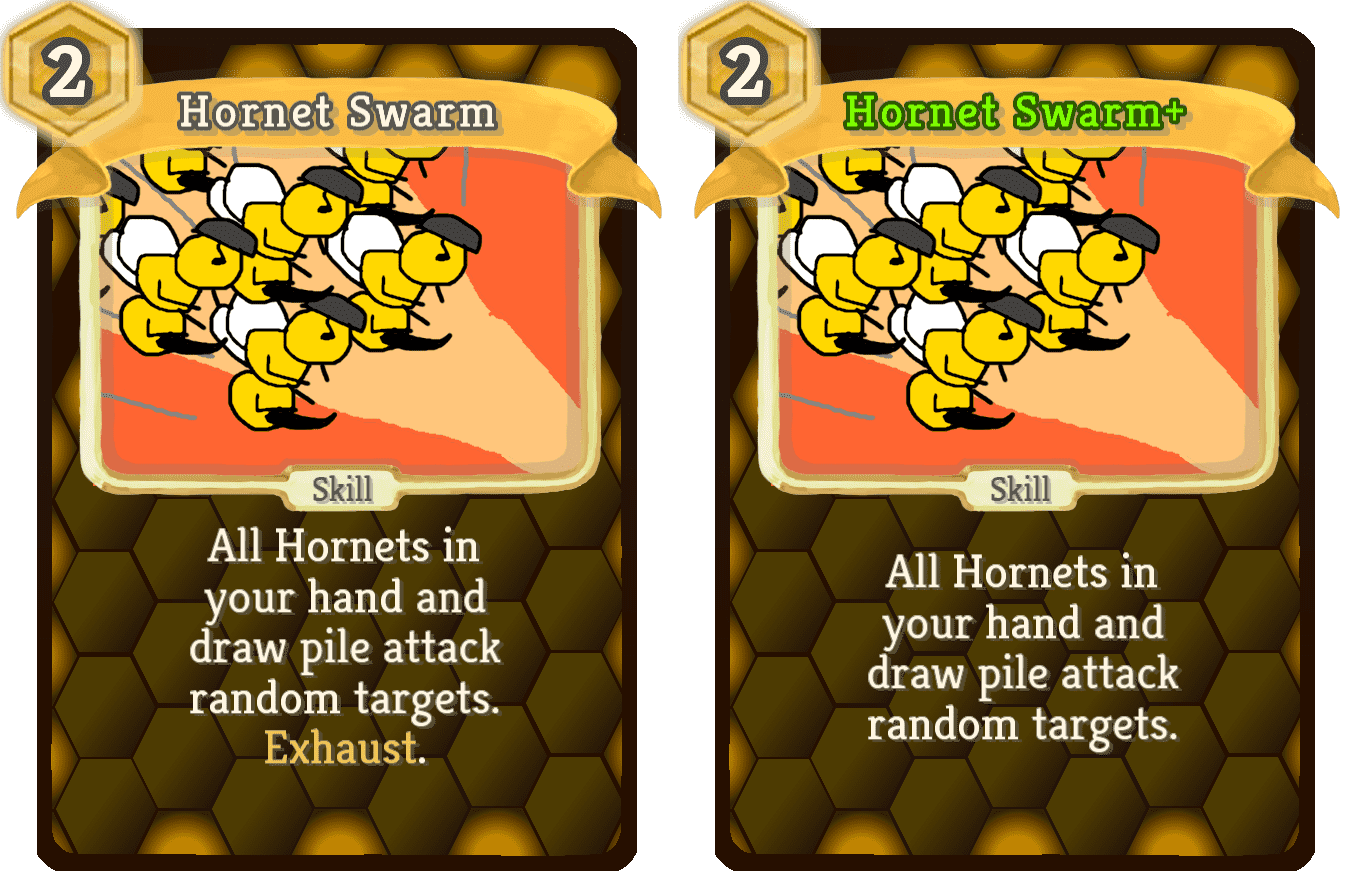 2
Hornet Swarm
Skill
All Hornets in
your hand and
draw pile attack
random targets.
Exhaust.
2
Hornet Swarm+
Skill
All Hornets in
your hand and
draw pile attack
random targets.